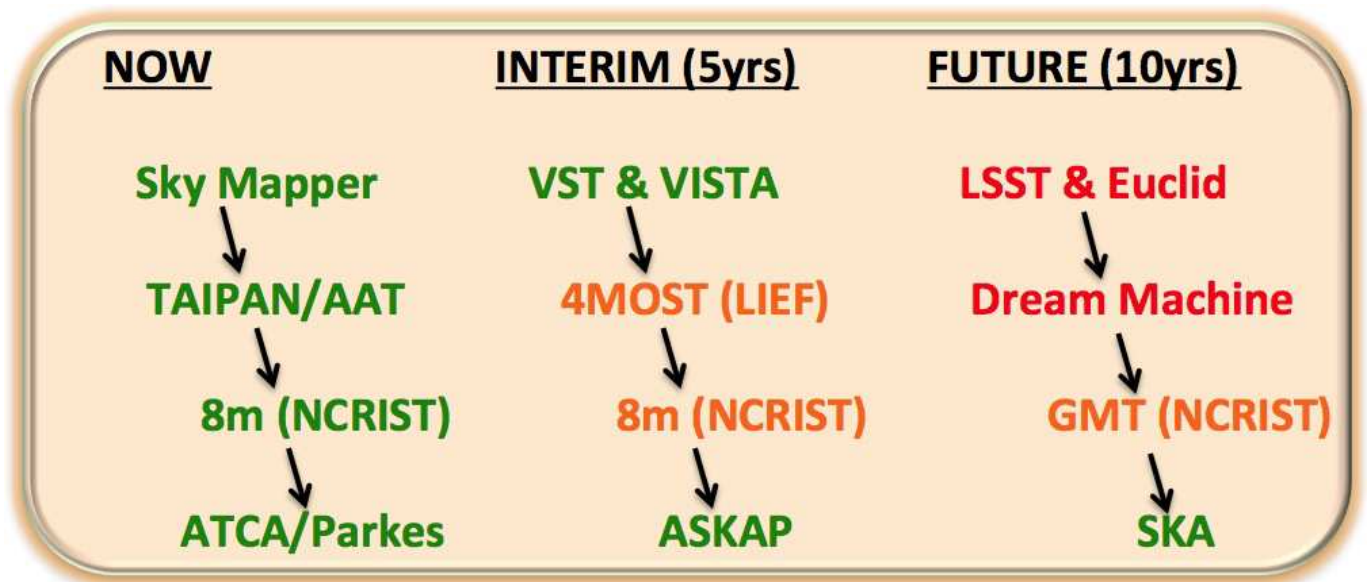 NOW
INTERIM (5yrs)
FUTURE (10yrs)
Sky Mapper
VST & VISTA
LSST & Euclid
TAIPAN/AAT
4MOST (LIEF)
Dream Machine
8m (NCRIST)
8m (NCRIST)
GMT (NCRIST)
ATCA/Parkes
ASKAP
SKA